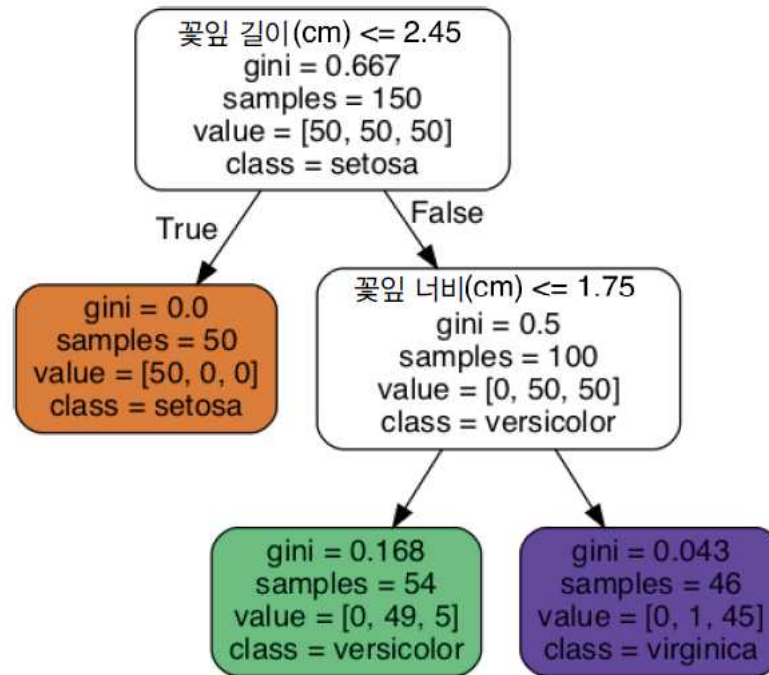 꽃잎 길이(cm) <= 2.45
gini = 0.667
samples = 150
value = [50, 50, 50]
class = setosa
True
False
gini = 0.0
samples = 50
value = [50, 0, 0]
class = setosa
꽃잎 너비(cm) <= 1.75
gini = 0.5
samples = 100
value = [0, 50, 50]
class = versicolor
gini = 0.168
samples = 54
value = [0, 49, 5]
class = versicolor
gini = 0.043
samples = 46
value = [0, 1, 45]
class = virginica